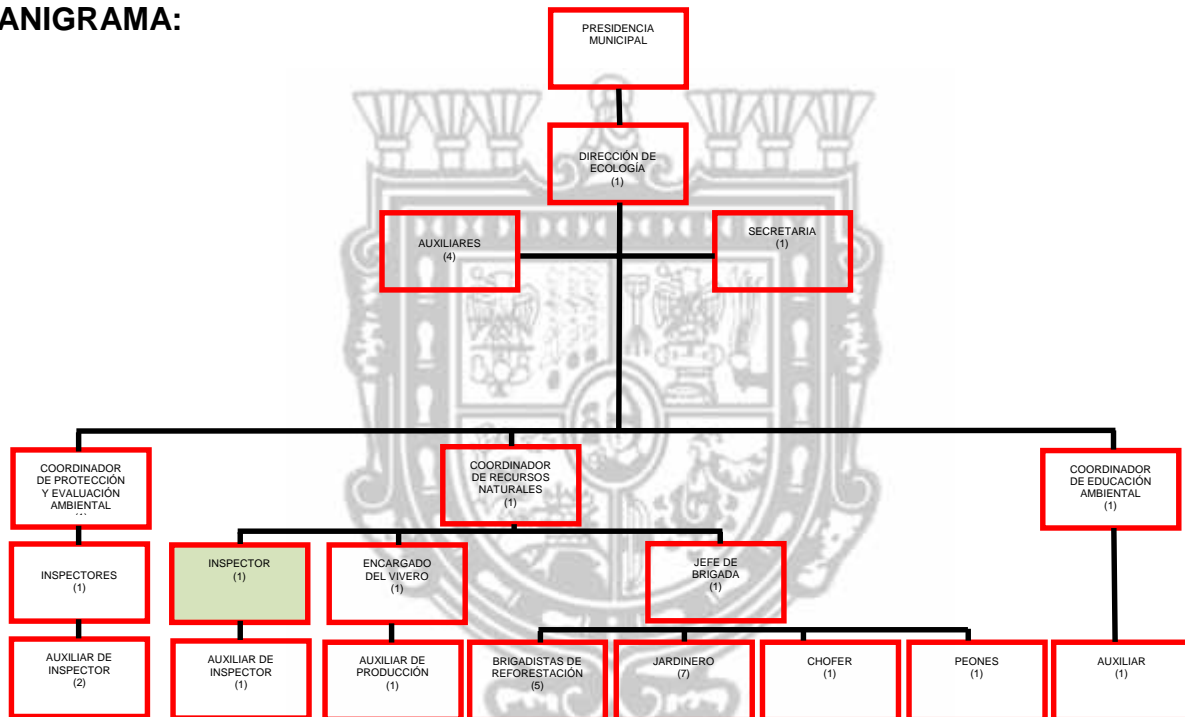 ANIGRAMA:
PRESIDENCIA
MUNICIPAL
DIRECCIÓN DE
ECOLOGÍA
(1)
AUXILIARES
(4)
SECRETARIA
(1)
COORDINADOR
DE PROTECCIÓN
Y EVALUACIÓN
AMBIENTAL
(1)
COORDINADOR
DE RECURSOS
NATURALES
(1)
COORDINADOR
DE EDUCACIÓN
AMBIENTAL
(1)
INSPECTORES
(1)
INSPECTOR
(1)
ENCARGADO
DEL VIVERO
(1)
JEFE DE
BRIGADA
(1)
AUXILIAR DE
INSPECTOR
(2)
AUXILIAR DE
INSPECTOR
(1)
AUXILIAR DE
PRODUCCIÓN
(1)
BRIGADISTAS DE
REFORESTACIÓN
(5)
JARDINERO
(7)
CHOFER
(1)
PEONES
(1)
AUXILIAR
(1)